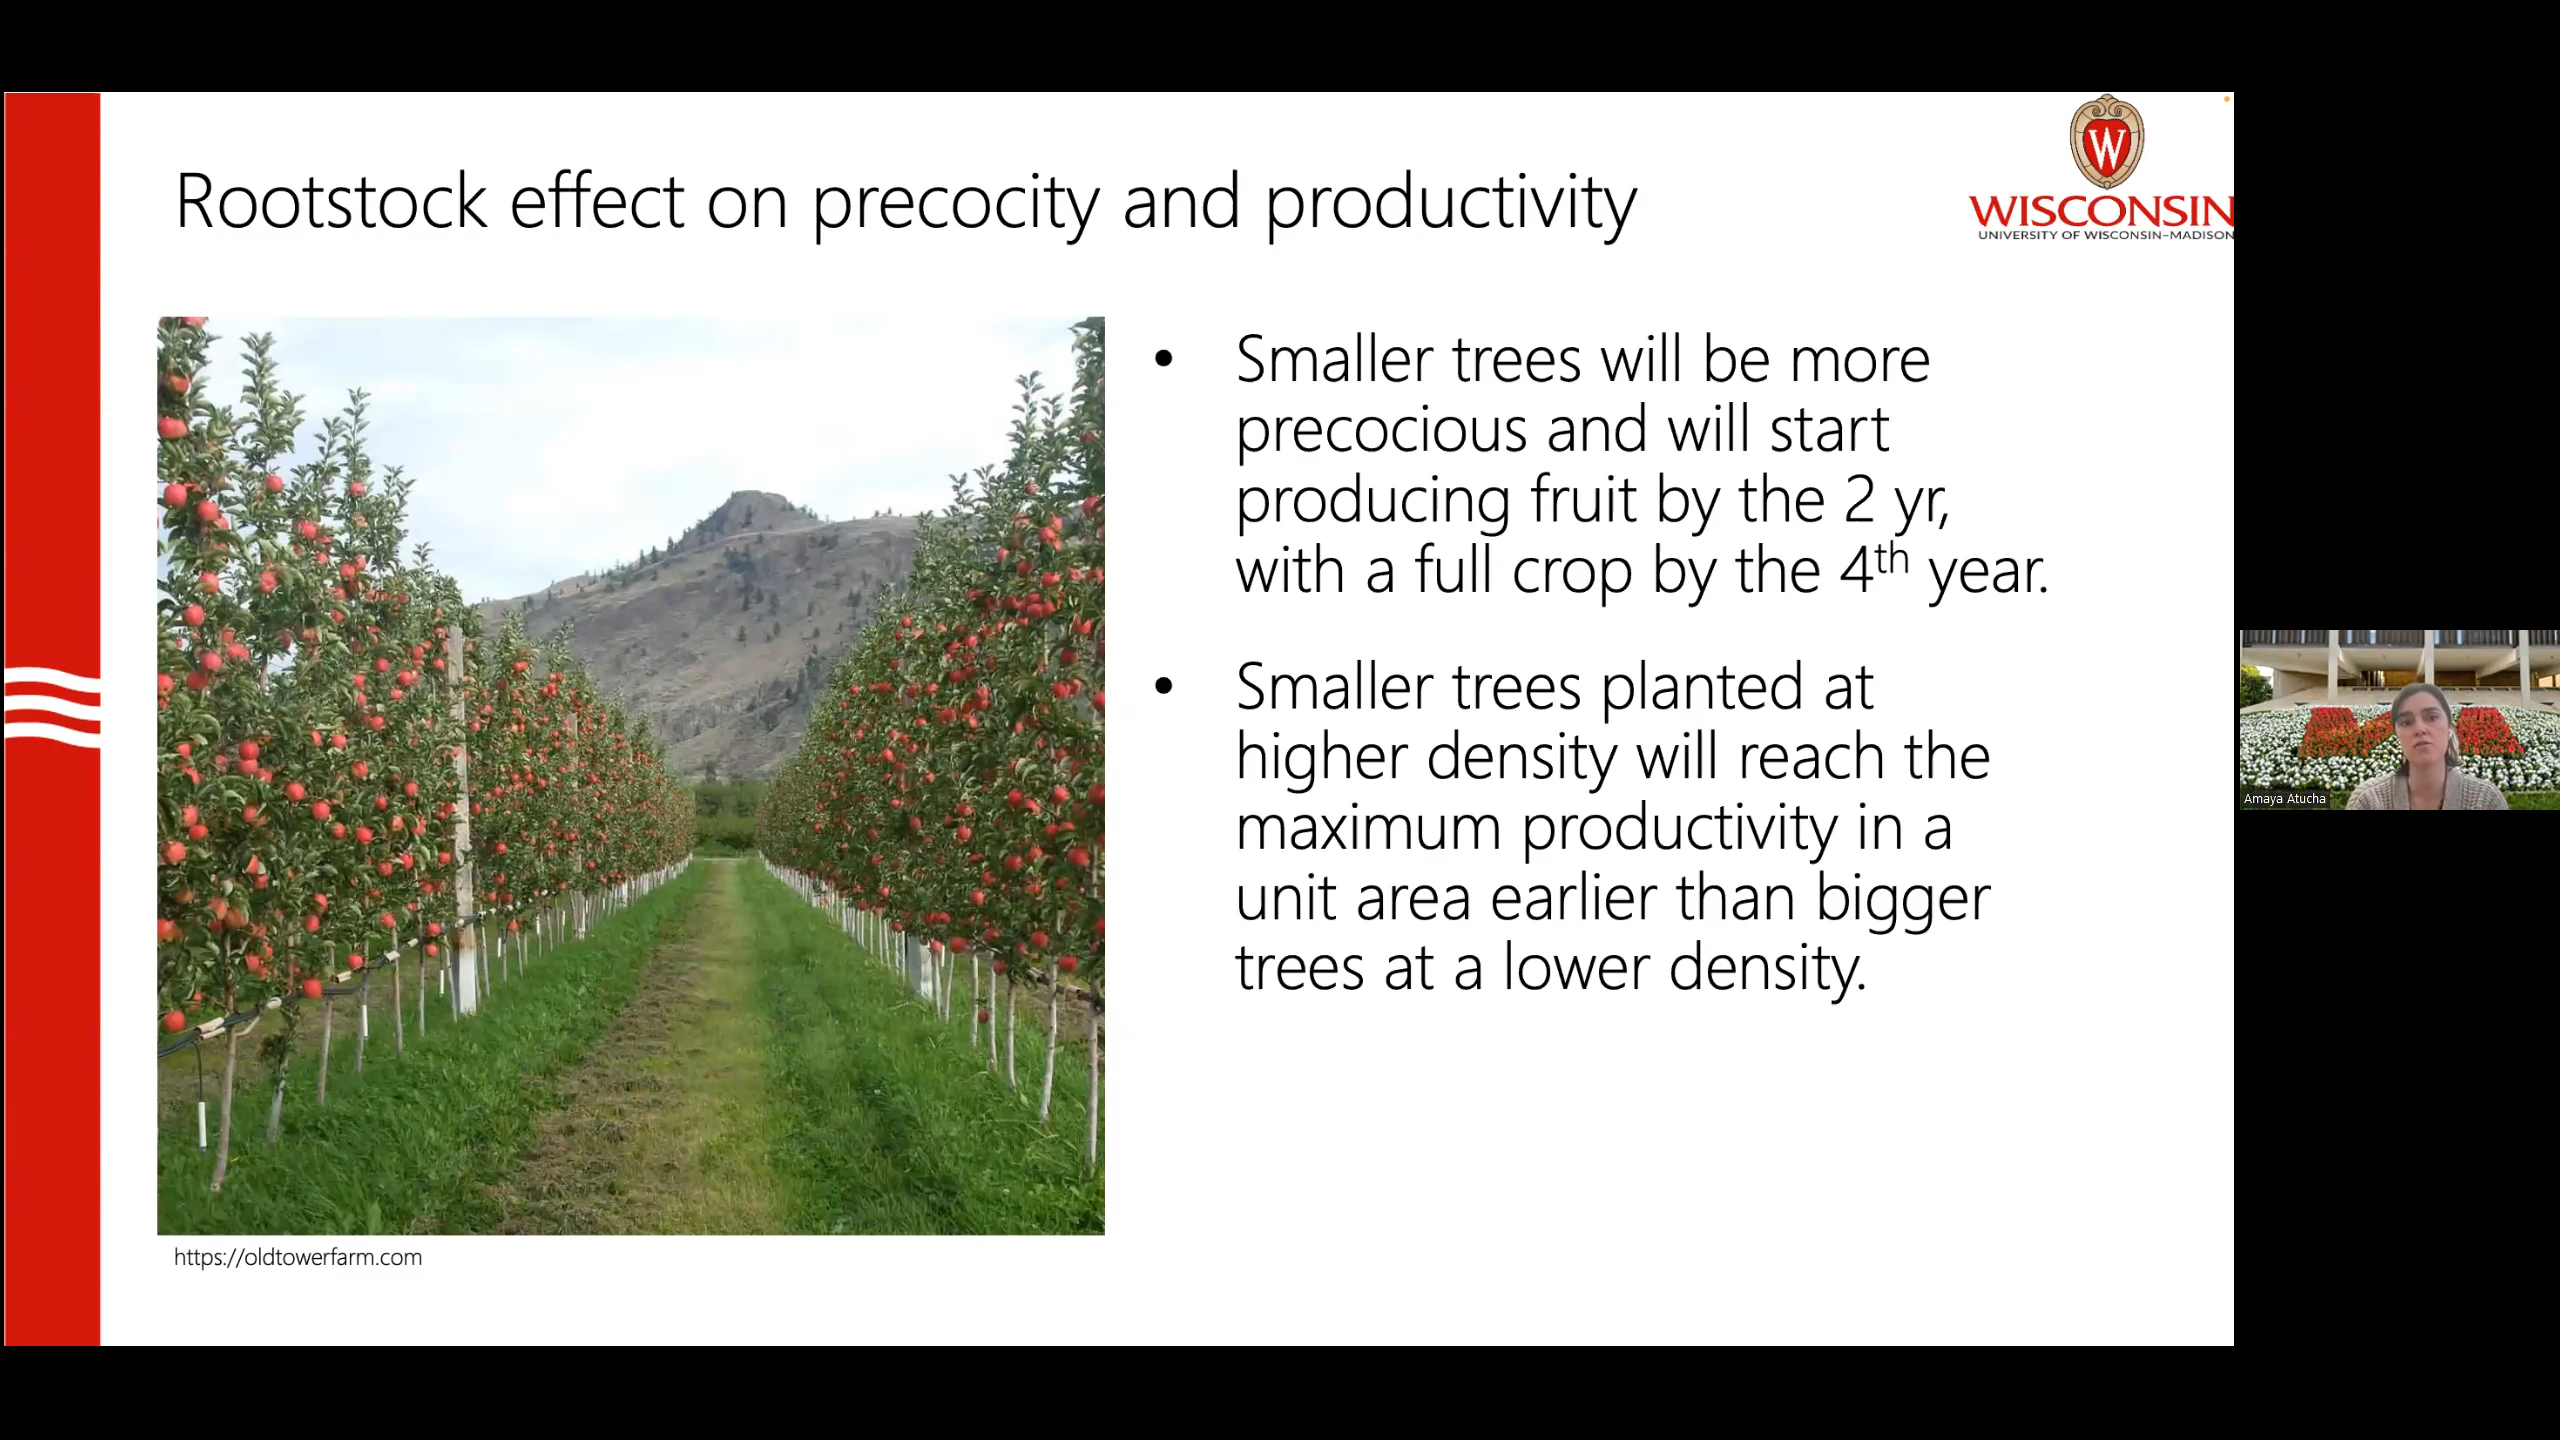 Rootstock effect on precocity and productivity
W
WISCONSIN
UNIVERSITY OF WISCONSIN-MADISON
• Smaller trees will be more
precocious and will start
producing fruit by the 2 yr,
with a full crop by the 4th year.
• Smaller trees planted at
higher density will reach the
maximum productivity in a
unit area earlier than bigger
trees at a lower density.
https://oldtowerfarm.com
Amaya Atucha